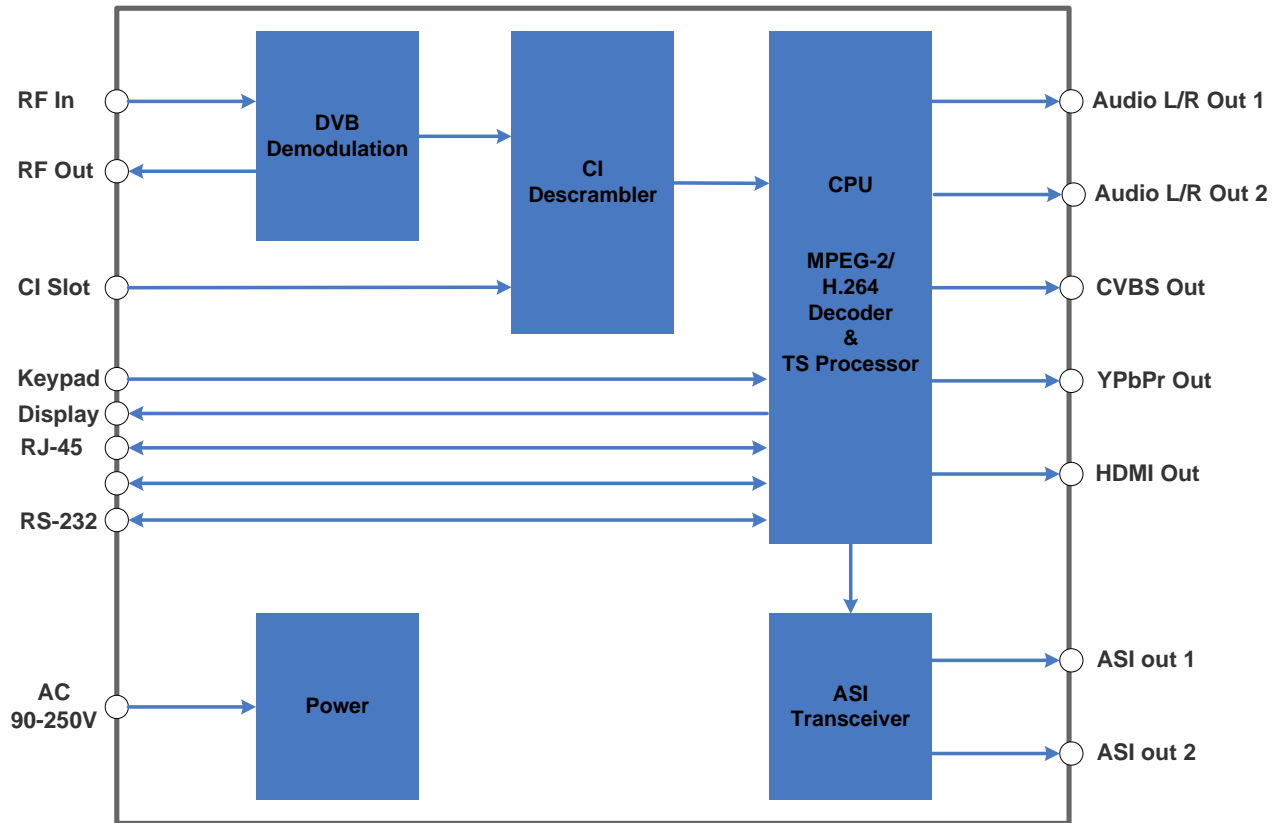 RF In
RF Out
CI Slot
Keypad
Display
RJ-45
RS-232
AC
90-250V
DVB
Demodulation
CI
Descrambler
CPU
MPEG-2/
H.264
Decoder
&
TS Processor
Power
ASI
Transceiver
Audio L/R Out 1
Audio L/R Out 2
CVBS Out
YPbPr Out
HDMI Out
ASI out 1
ASI out 2